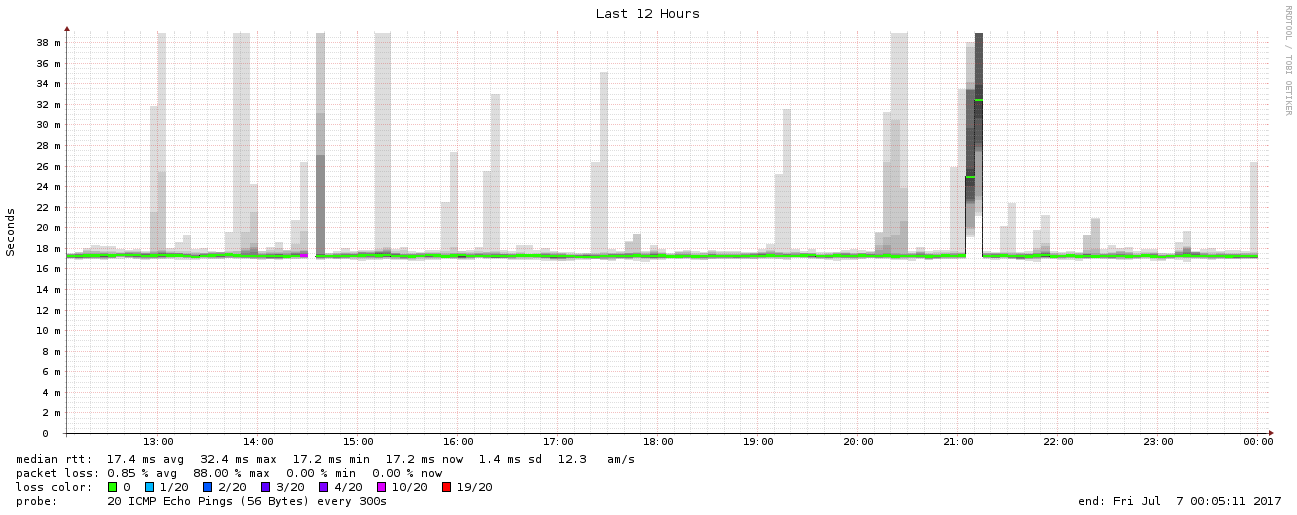 Last 12 Hours
RRDTOOL / TOBI OETIKER
Seconds
38 m
36 m
34 m
32 m
30 m
28 m
26 m
24 m
22 m
20 m
18 m
16 m
14 m
12 m
10 m
8 m
6 m
4 m
2 m
0
13:00 14:00 15:00 16:00 17:00 18:00 19:00 20:00 21:00 22:00 23:00 00:00
median rtt: 17.4 ms avg 32.4 ms max 17.2 ms min 17.2 ms now 1.4 ms sd 12.3 am/s
packet loss: 0.85 % avg 88.00 % max 0.00 % min 0.00 % now
loss color: 0 1/20 2/20 3/20 4/20 10/20 19/20
probe: 20 ICMP Echo Pings (56 Bytes) every 300s end: Fri Jul 7 00:05:11 2017